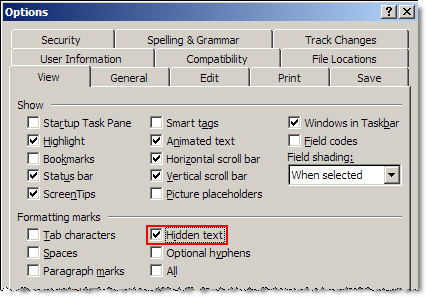 Options
Security Spelling & Grammar Track Changes
User Information Compatibility File Locations
View General Edit Print Save
Show
Startup Task Pane Smart tags Windows in Taskbar
Highlight Animated text Field codes
Bookmarks Horizontal scroll bar Field shading:
Status bar Vertical scroll bar When selected
ScreenTips Picture placeholders
Formatting marks
Tab characters Hidden text
Spaces Optional hyphens
Paragraph marks All